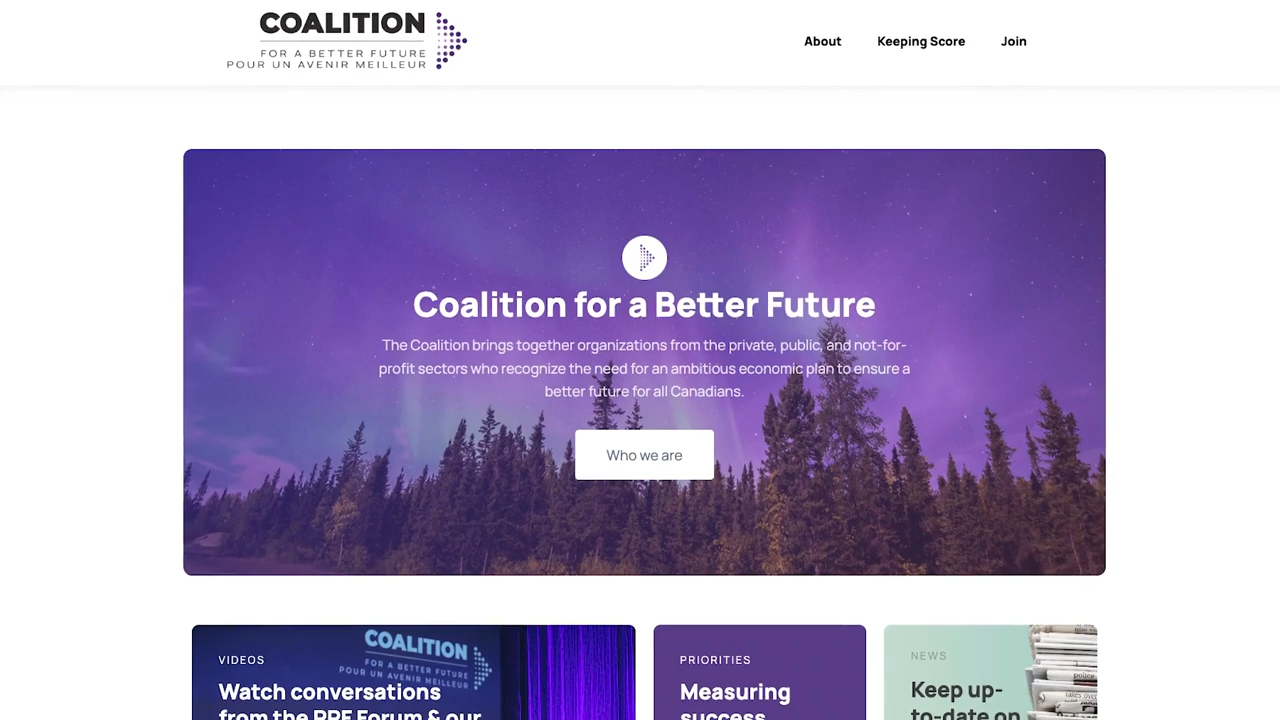 COALITION
FOR A BETTER FUTURE
POUR UN AVENIR MEILLEUR
About
Keeping Score
Join
Coalition for a Better Future
The Coalition brings together organizations from the private, public, and not-for-
profit sectors who recognize the need for an ambitious economic plan to ensure a
better future for all Canadians.
Who we are
COALITION
FOR A BETTER FUTURE
POUR UN AVENIR MEILLEUR
VIDEOS
Watch conversations
from the PPF Forum & our
PRIORITIES
Measuring
success
NEWS
Keep up-
to-date on
police
takes over